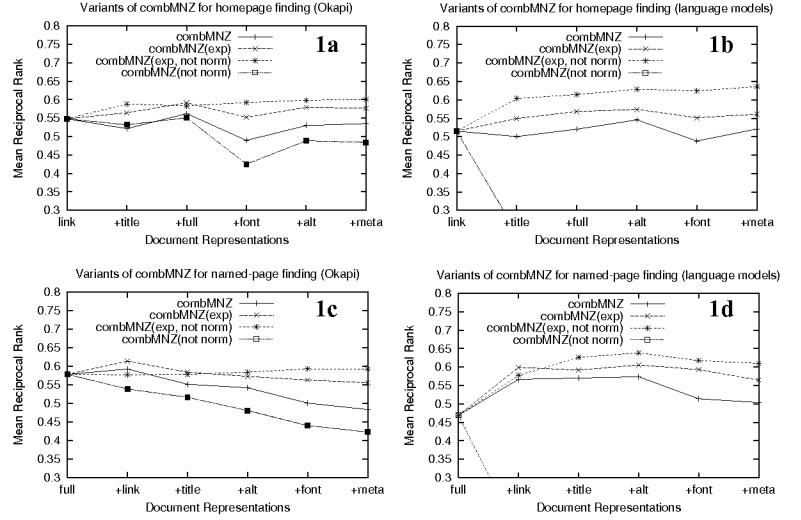 Variants of combMNZ for homepage finding (Okapi)
0.8
0.75
0.7
0.65
0.6
0.55
0.5
0.45
0.4
0.35
0.3
Mean Reciprocal Rank
combMNZ
combMNZ(exp)
combMNZ(exp, not norm)
combMNZ(not norm)
1a
link +title +full +font +alt +meta
Document Representations
Variants of combMNZ for homepage finding (language models)
0.8
0.75
0.7
0.65
0.6
0.55
0.5
0.45
0.4
0.35
0.3
Mean Reciprocal Rank
combMNZ
combMNZ(exp)
combMNZ(exp, not norm)
combMNZ(not norm)
1b
link +title +full +alt +font +meta
Document Representations
Variants of combMNZ for named-page finding (Okapi)
0.8
0.75
0.7
0.65
0.6
0.55
0.5
0.45
0.4
0.35
0.3
Mean Reciprocal Rank
combMNZ
combMNZ(exp)
combMNZ(exp, not norm)
combMNZ(not norm)
1c
full +link +title +alt +font +meta
Document Representations
Variants of combMNZ for named-page finding (language models)
0.8
0.75
0.7
0.65
0.6
0.55
0.5
0.45
0.4
0.35
0.3
Mean Reciprocal Rank
combMNZ
combMNZ(exp)
combMNZ(exp, not norm)
combMNZ(not norm)
1d
full +link +title +alt +font +meta
Document Representations